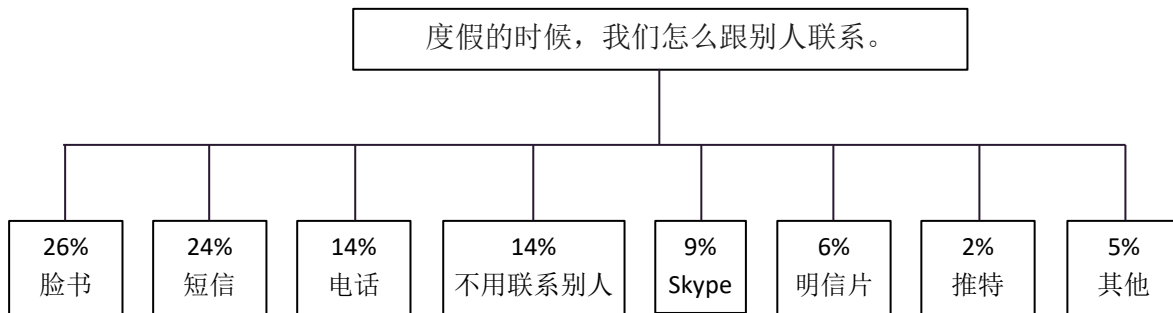 度假的时候，我们怎么跟别人联系。
26%
脸书
24%
短信
14%
电话
14%
不用联系别人
9%
Skype
6%
明信片
2%
推特
5%
其他